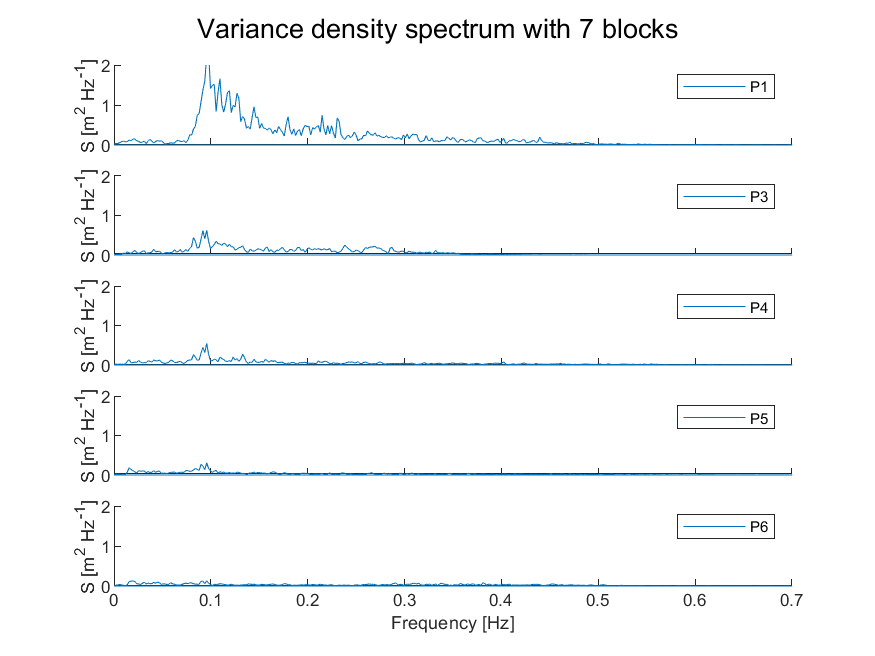 Variance density spectrum with 7 blocks
S [m² Hz⁻¹]
2
1
0
P1
S [m² Hz⁻¹]
2
1
0
P3
S [m² Hz⁻¹]
2
1
0
P4
S [m² Hz⁻¹]
2
1
0
P5
S [m² Hz⁻¹]
2
1
0
P6
0 0.1 0.2 0.3 0.4 0.5 0.6 0.7
Frequency [Hz]